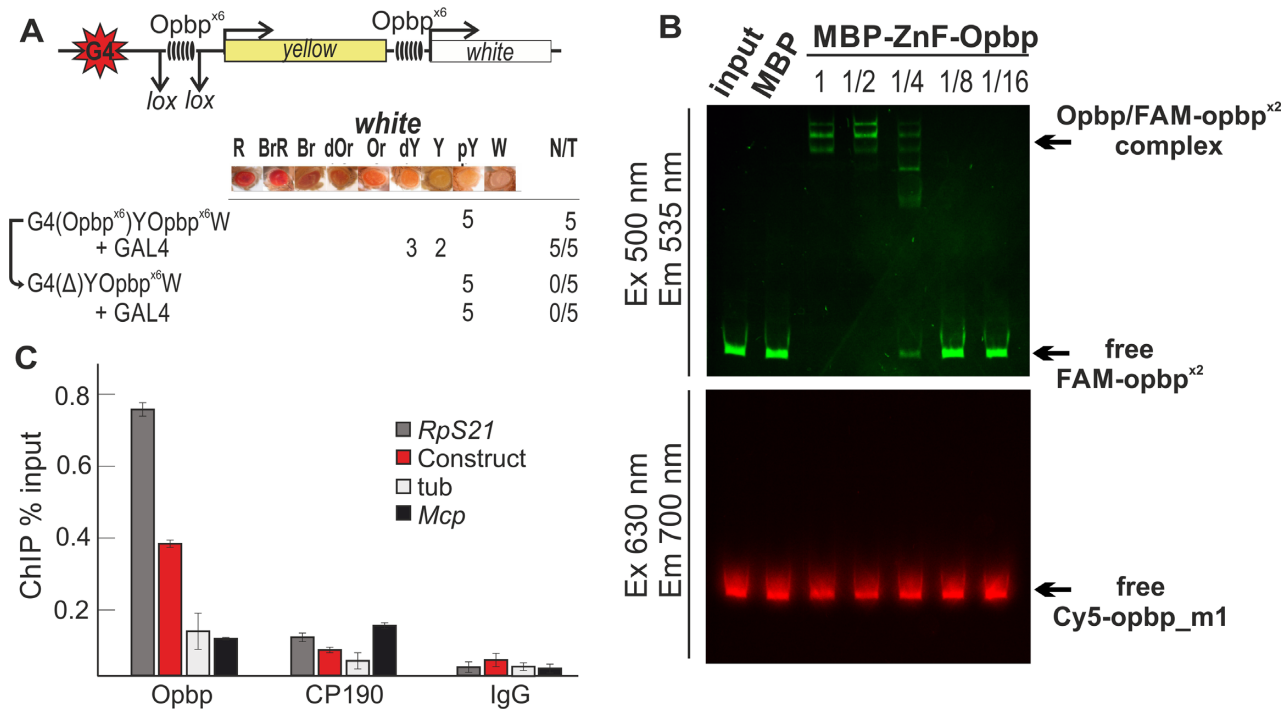 A
Opbp^x6 Opbp^x6
G4
yellow
white
lox lox
white
R BrR Br dOr Or dY Y pY W N/T
G4(Opbp^x6)YOpbp^x6W 5 5
+ GAL4 3 2 5/5
G4(Δ)YOpbp^x6W 5 0/5
+ GAL4 5 0/5
B
input
MBP
MBP-ZnF-Opbp
1 1/2 1/4 1/8 1/16
Ex 500 nm
Em 535 nm
Opbp/FAM-opbp^x2
complex
free
FAM-opbp^x2
Ex 630 nm
Em 700 nm
free
Cy5-opbp_m1
C
ChIP % input
0.8
0.6
0.4
0.2
RpS21
Construct
tub
Mcp
Opbp CP190 IgG